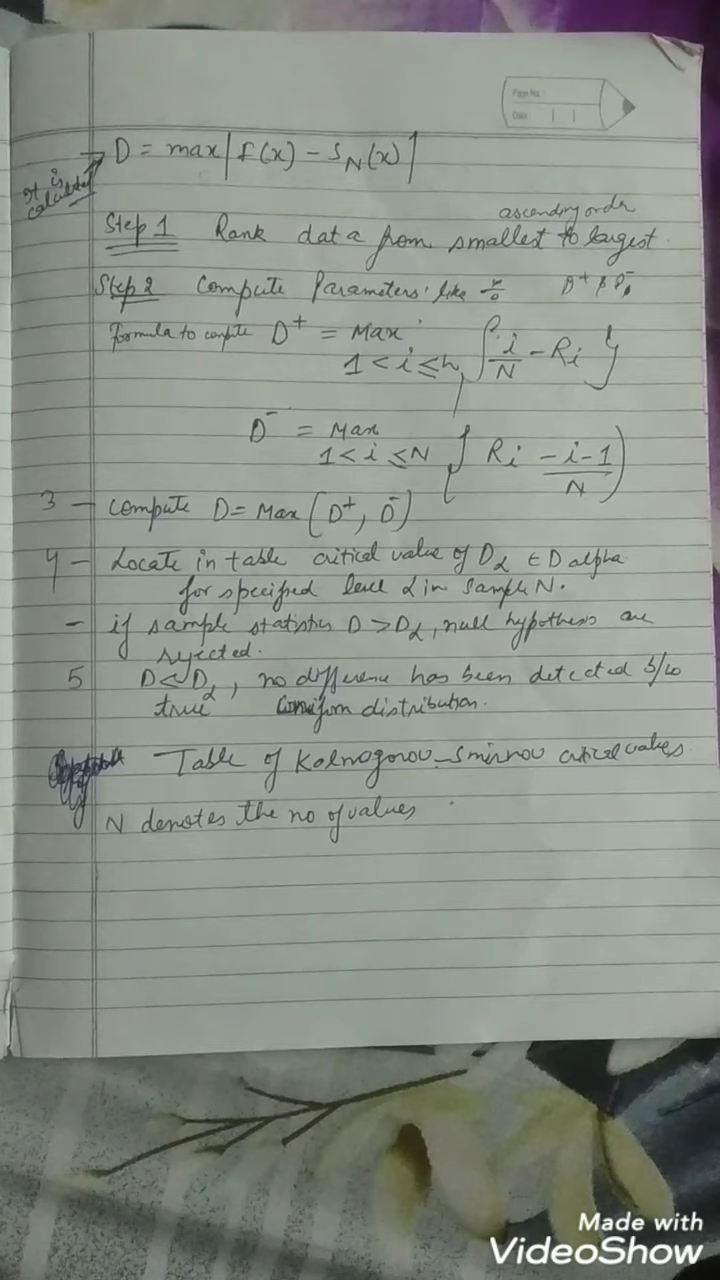 Page No.
Date
→ D = max |F(x) - S_N(x)|
It is calculated
ascending order
Step 1 Rank data from smallest to largest
Step 2 Compute Parameters like D⁺ & D⁻
Formula to compute D⁺ = Max 1 < i ≤ N { i/N - Ri }
D⁻ = Max 1 < i ≤ N { Ri - i-1/N }
3 - compute D = Max (D⁺, D⁻)
4 - Locate in table critical value of Dα D alpha
for specified level α in sample N.
- if sample statistics D > Dα, null hypothesis are
rejected.
5 D < Dα, no difference has been detected b/w
true uniform distribution.
Table of Kolmogorov-Smirnov critical values
N denotes the no of values
Made with
VideoShow